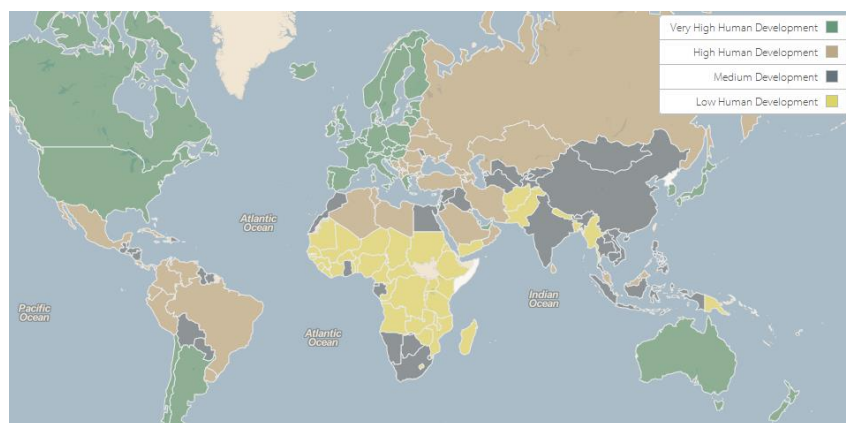 Very High Human Development
High Human Development
Medium Development
Low Human Development
Atlantic
Ocean
Pacific
Ocean
Indian
Ocean
Atlantic
Ocean